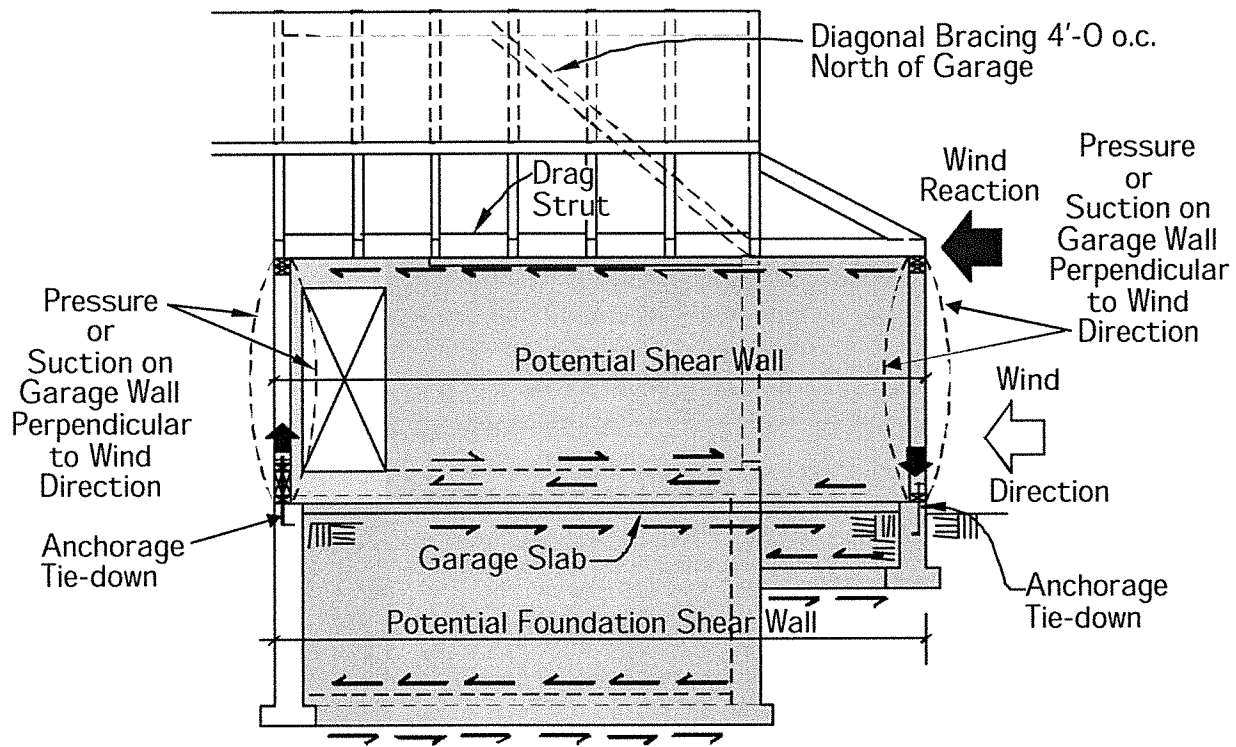 Diagonal Bracing 4'-0 o.c.
North of Garage
Drag
Strut
Wind
Reaction
Pressure
or
Suction on
Garage Wall
Perpendicular
to Wind
Direction
Pressure
or
Suction on
Garage Wall
Perpendicular
to Wind
Direction
Potential Shear Wall
Wind
Direction
Anchorage
Tie-down
Garage Slab
Anchorage
Tie-down
Potential Foundation Shear Wall